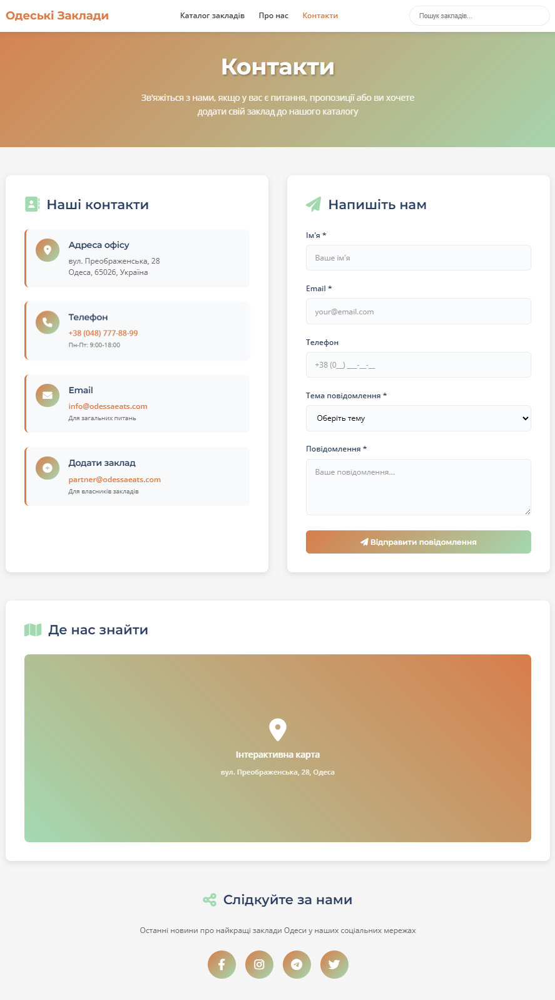 Одеські Заклади
Каталог закладів
Про нас
Контакти
Пошук закладів...
Контакти
Зв'яжіться з нами, якщо у вас є питання, пропозиції або ви хочете
додати свій заклад до нашого каталогу
Наші контакти
Адреса офісу
вул. Преображенська, 28
Одеса, 65026, Україна
Телефон
+38 (048) 777-88-99
Пн-Пт: 9:00-18:00
Email
info@odessaeats.com
Для загальних питань
Додати заклад
partner@odessaeats.com
Для власників закладів
Напишіть нам
Ім'я *
Ваше ім'я
Email *
your@email.com
Телефон
+38 (0__) ___-__-__
Тема повідомлення *
Оберіть тему
Повідомлення *
Ваше повідомлення...
Відправити повідомлення
Де нас знайти
Інтерактивна карта
вул. Преображенська, 28, Одеса
Слідкуйте за нами
Останні новини про найкращі заклади Одеси у наших соціальних мережах